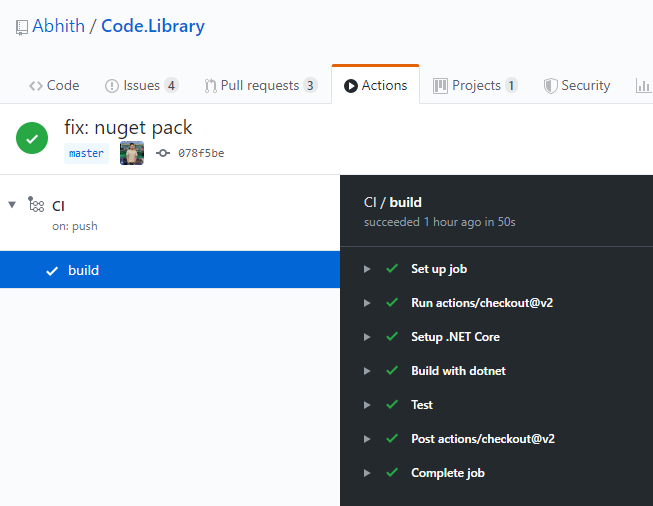 Abhith / Code.Library
Code Issues 4 Pull requests 3 Actions Projects 1 Security
fix: nuget pack
master 078f5be
CI
on: push
build
CI / build
succeeded 1 hour ago in 50s
Set up job
Run actions/checkout@v2
Setup .NET Core
Build with dotnet
Test
Post actions/checkout@v2
Complete job